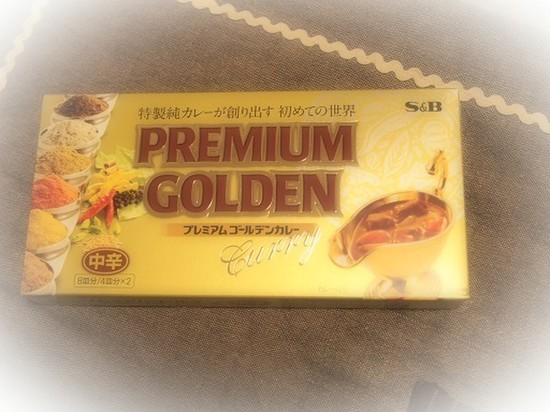 特製純カレーが創り出す 初めての世界
S&B
PREMIUM
GOLDEN
プレミアムゴールデンカレー
Curry
中辛
8皿分/4皿分×2